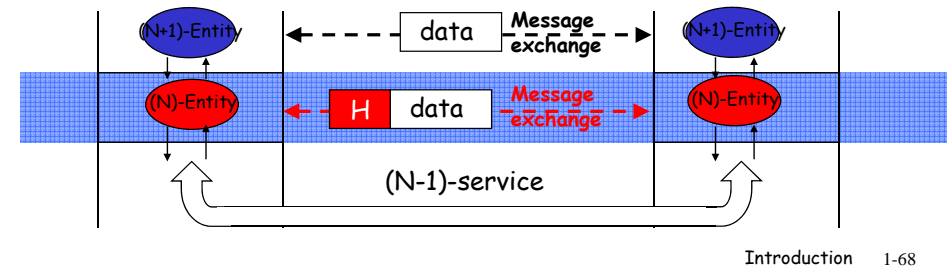 (N+1)-Entity
data
Message
exchange
(N+1)-Entity
(N)-Entity
H
data
Message
exchange
(N)-Entity
(N-1)-service
Introduction 1-68